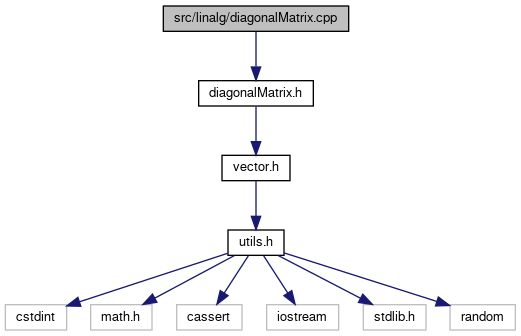 src/linalg/diagonalMatrix.cpp
diagonalMatrix.h
vector.h
utils.h
cstdint math.h cassert iostream stdlib.h random